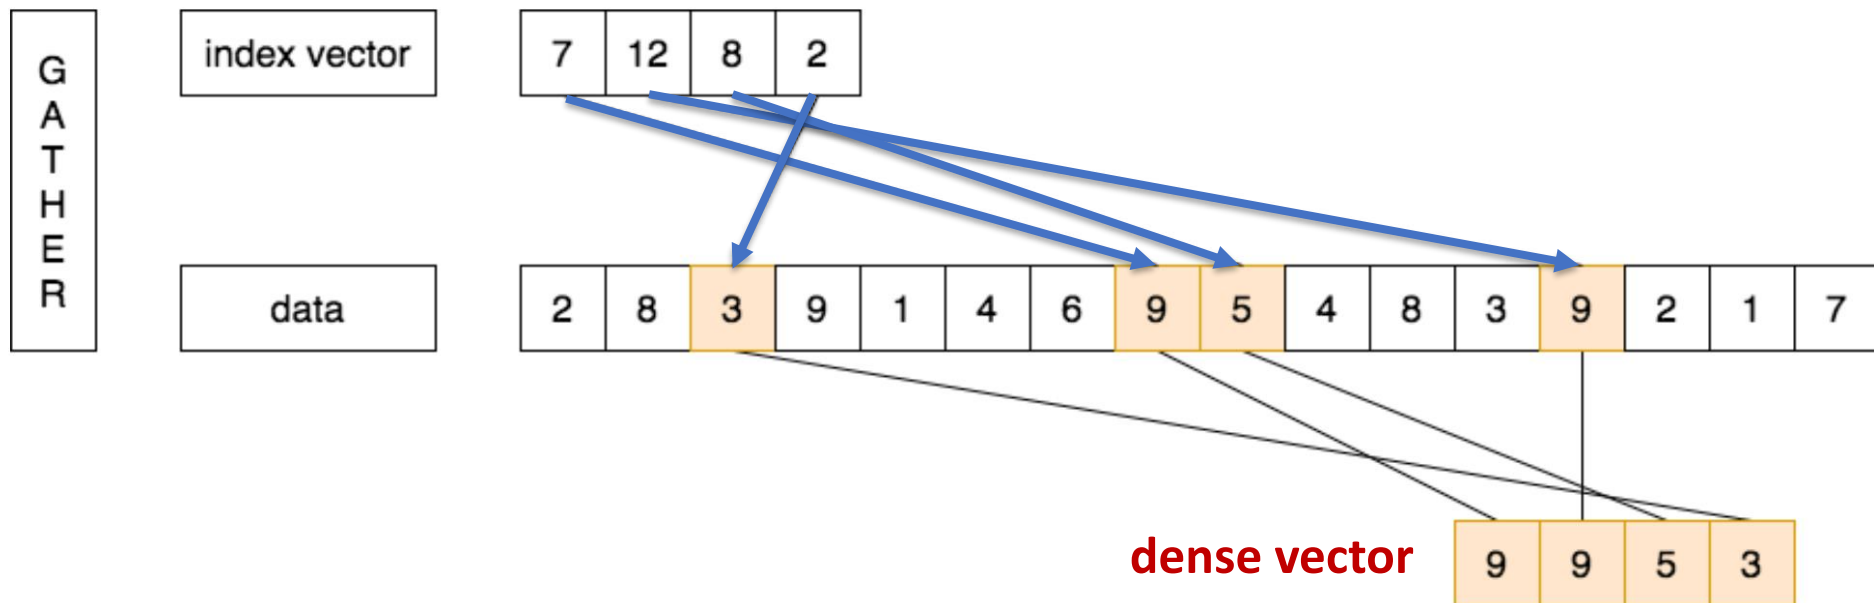 GATHER
index vector 7 12 8 2
data 2 8 3 9 1 4 6 9 5 4 8 3 9 2 1 7
dense vector 9 9 5 3